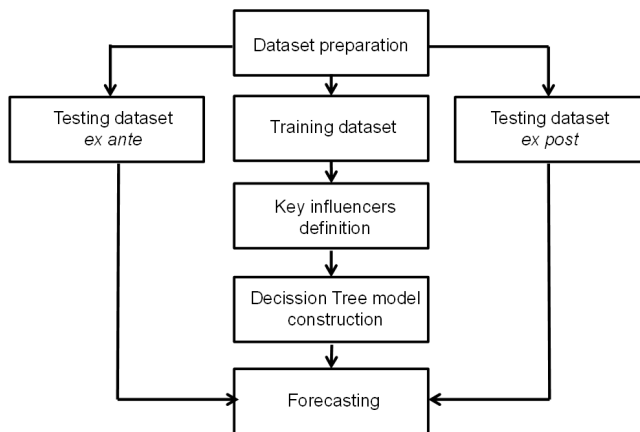 Dataset preparation
Testing dataset
ex ante
Training dataset
Testing dataset
ex post
Key influencers
definition
Decission Tree model
construction
Forecasting